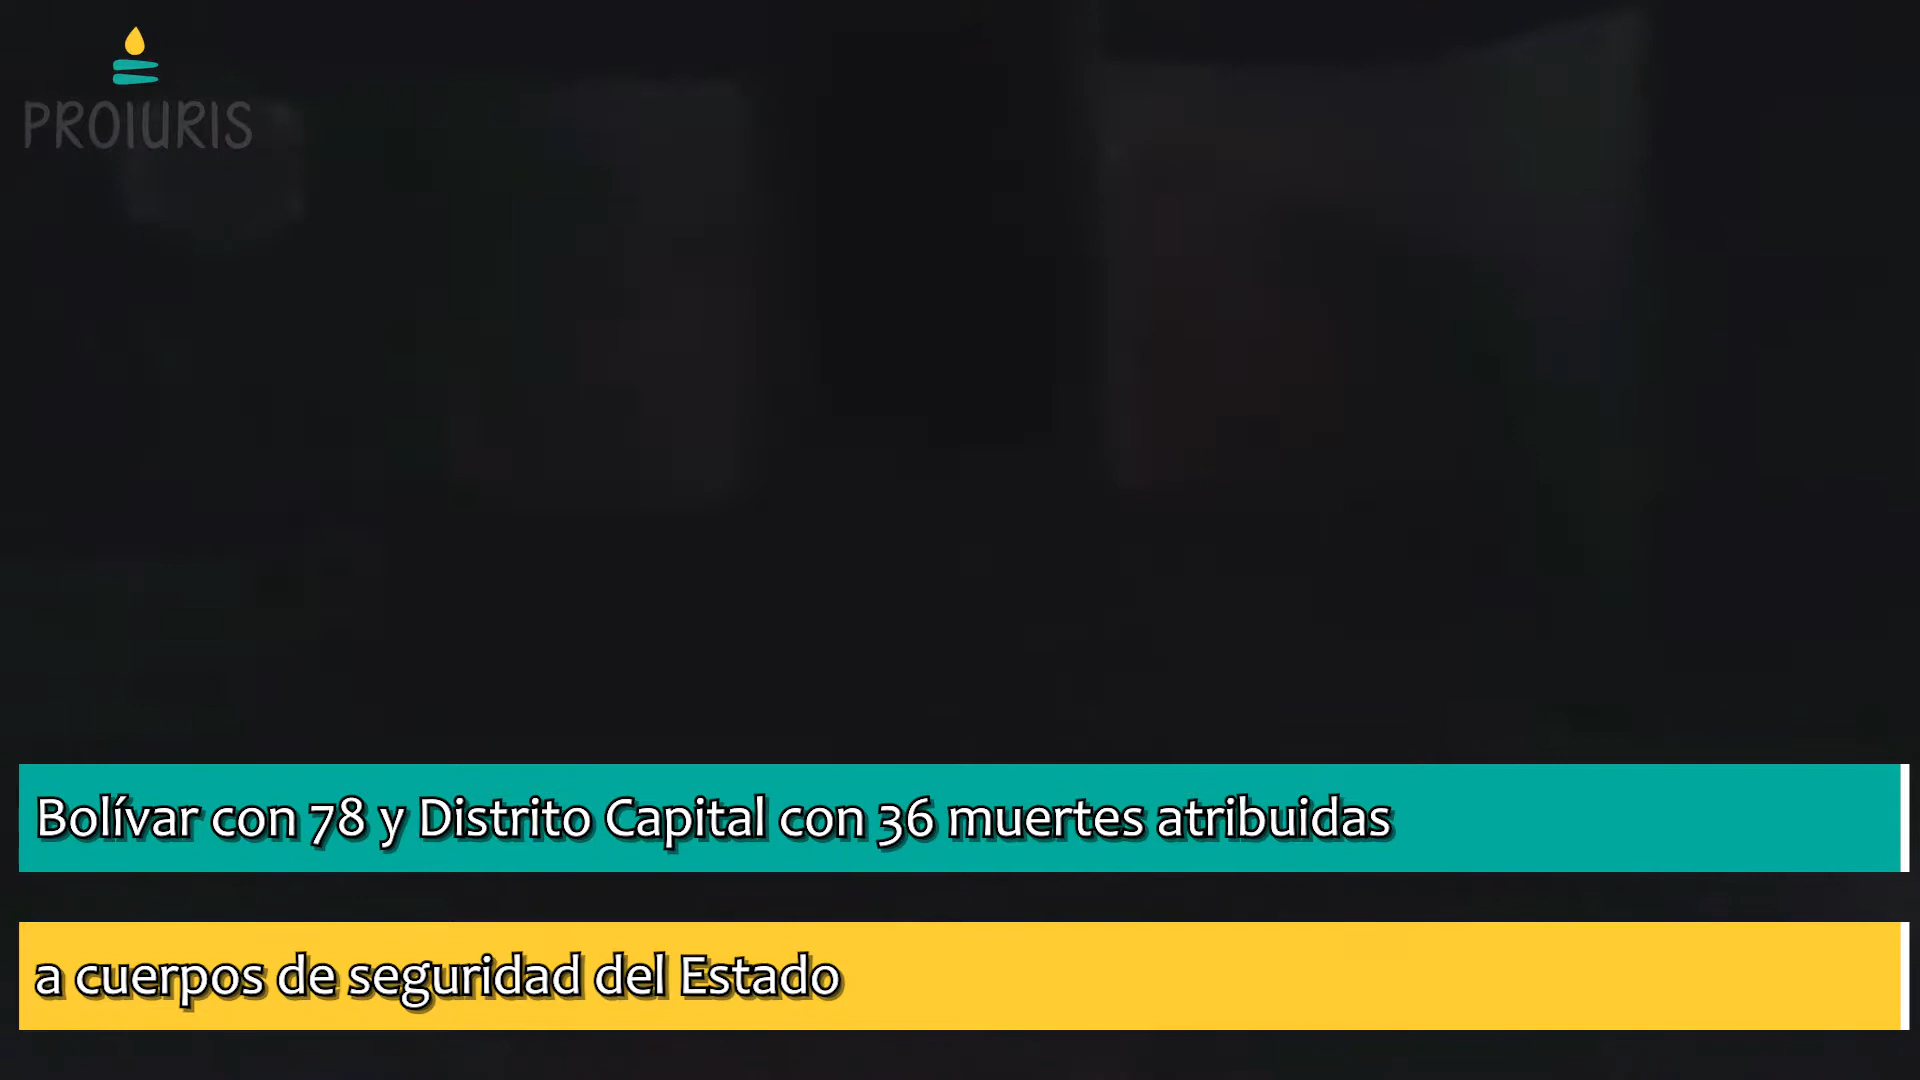 PROIURIS
Bolívar con 78 y Distrito Capital con 36 muertes atribuidas
a cuerpos de seguridad del Estado